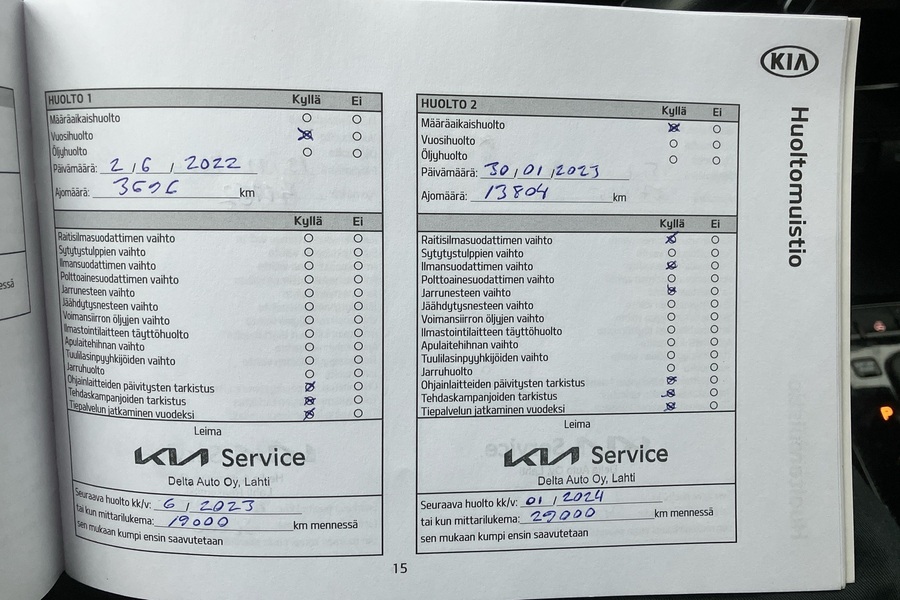 KIA
Huoltomuistio
HUOLTO 1 Kyllä Ei
Määräaikaishuolto
Vuosihuolto
Öljyhuolto
Päivämäärä: 2 / 6 / 2022
Ajomäärä: 3696 km
Kyllä Ei
Raitisilmasuodattimen vaihto
Sytytystulppien vaihto
Ilmansuodattimen vaihto
Polttoainesuodattimen vaihto
Jarrunesteen vaihto
Jäähdytysnesteen vaihto
Voimansiirron öljyjen vaihto
Ilmastointilaitteen täyttöhuolto
Apulaitehihnan vaihto
Tuulilasinpyyhkijöiden vaihto
Jarruhuolto
Ohjainlaitteiden päivitysten tarkistus
Tehdaskampanjoiden tarkistus
Tiepalvelun jatkaminen vuodeksi
Leima
KIA Service
Delta Auto Oy, Lahti
Seuraava huolto kk/v: 6 / 2023
tai kun mittarilukema: 19000 km mennessä
sen mukaan kumpi ensin saavutetaan
HUOLTO 2 Kyllä Ei
Määräaikaishuolto
Vuosihuolto
Öljyhuolto
Päivämäärä: 30 / 01 / 2023
Ajomäärä: 13804 km
Kyllä Ei
Raitisilmasuodattimen vaihto
Sytytystulppien vaihto
Ilmansuodattimen vaihto
Polttoainesuodattimen vaihto
Jarrunesteen vaihto
Jäähdytysnesteen vaihto
Voimansiirron öljyjen vaihto
Ilmastointilaitteen täyttöhuolto
Apulaitehihnan vaihto
Tuulilasinpyyhkijöiden vaihto
Jarruhuolto
Ohjainlaitteiden päivitysten tarkistus
Tehdaskampanjoiden tarkistus
Tiepalvelun jatkaminen vuodeksi
Leima
KIA Service
Delta Auto Oy, Lahti
Seuraava huolto kk/v: 01 / 2024
tai kun mittarilukema: 29000 km mennessä
sen mukaan kumpi ensin saavutetaan
15
P